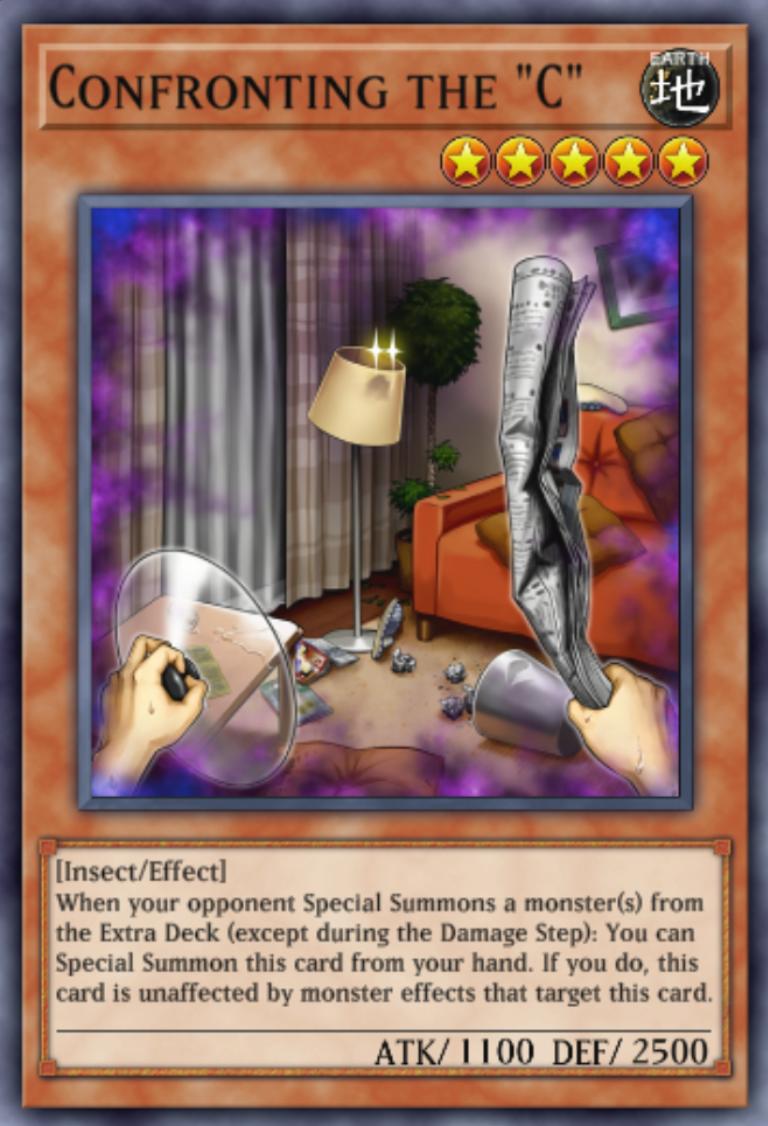 CONFRONTING THE "C"
EARTH
地
[Insect/Effect]
When your opponent Special Summons a monster(s) from
the Extra Deck (except during the Damage Step): You can
Special Summon this card from your hand. If you do, this
card is unaffected by monster effects that target this card.
ATK/ 1100 DEF/ 2500